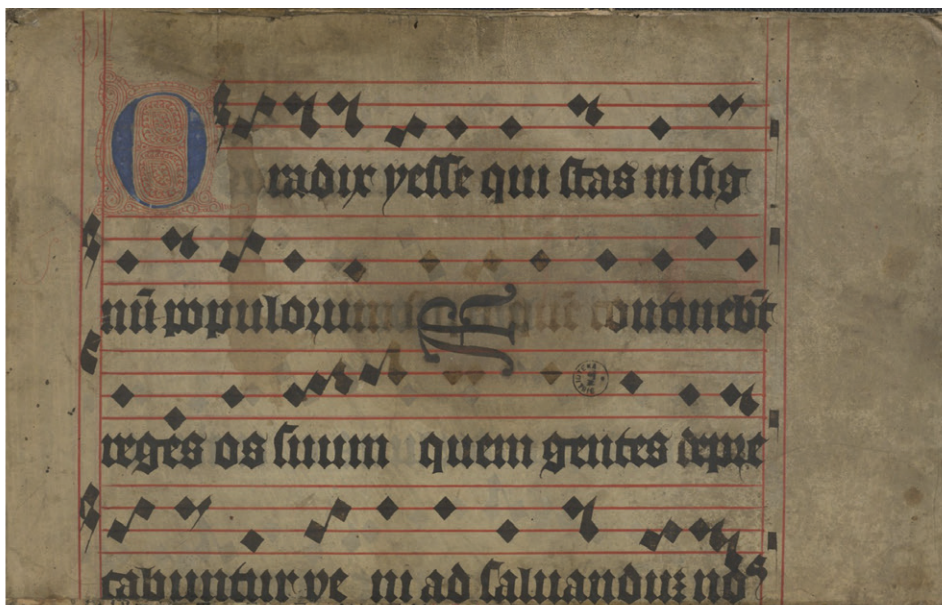 O radix yesse qui stas in sig
nū populorum continebūt
reges os suum quem gentes depre
cabuntur ve ni ad saluanduz nos